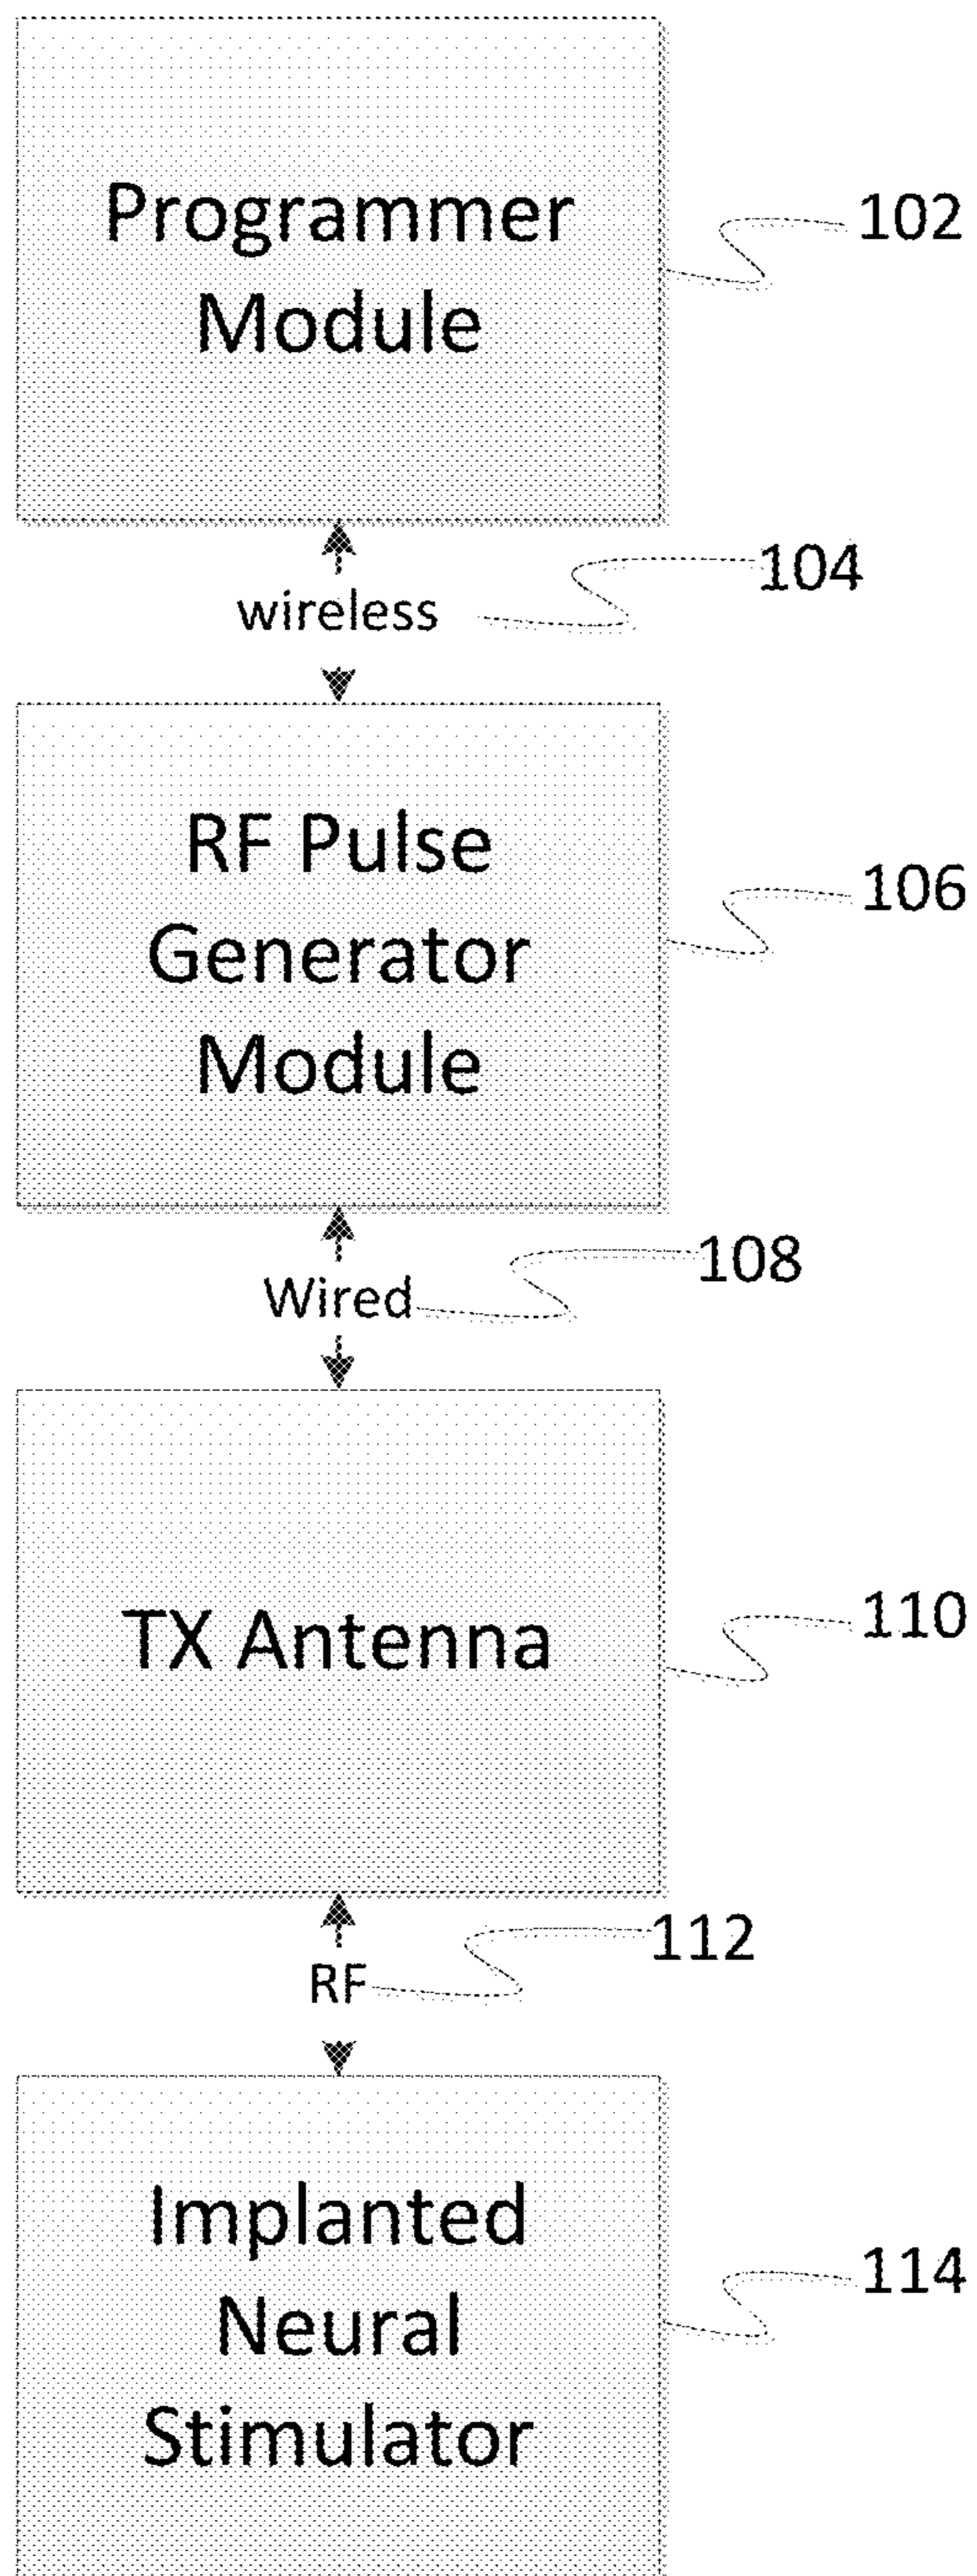 Programmer
Module
102
104
wireless
RF Pulse
Generator
Module
106
108
Wired
TX Antenna
110
112
RF
Implanted
Neural
Stimulator
114